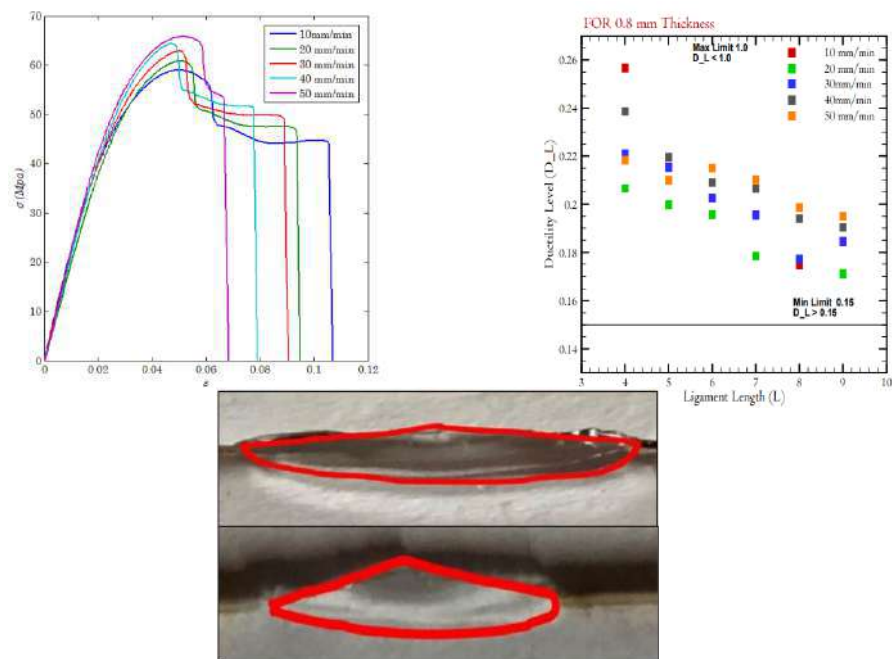 70
60
50
40
30
20
10
0
0
0.02
0.04
0.06
0.08
0.1
0.12
σ (Mpa)
ε
10mm/min
20 mm/min
30 mm/min
40 mm/min
50 mm/min
FOR 0.8 mm Thickness
Max Limit 1.0
D_L < 1.0
10 mm/min
20 mm/min
30mm/min
40mm/min
50 mm/min
0.26
0.24
0.22
0.20
0.18
0.16
0.14
Ductility Level (D_L)
Min Limit 0.15
D_L > 0.15
3
4
5
6
7
8
9
10
Ligament Length (L)